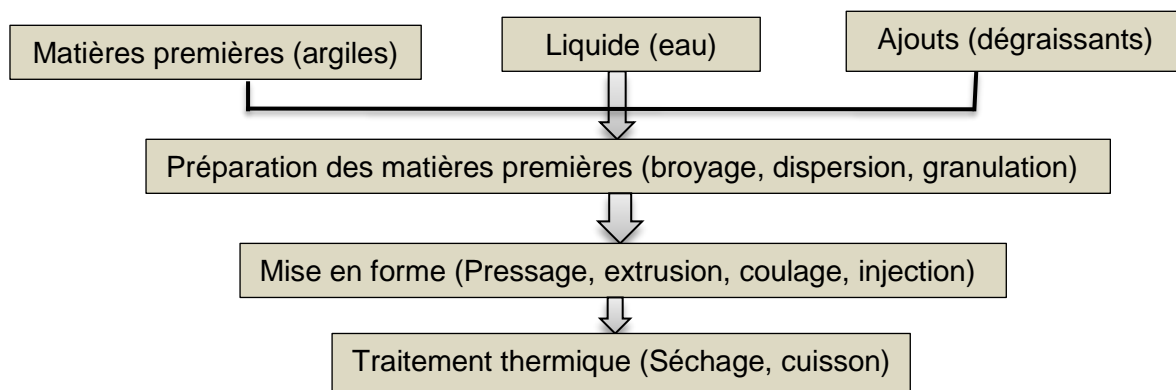 Matières premières (argiles)
Liquide (eau)
Ajouts (dégraissants)
Préparation des matières premières (broyage, dispersion, granulation)
Mise en forme (Pressage, extrusion, coulage, injection)
Traitement thermique (Séchage, cuisson)